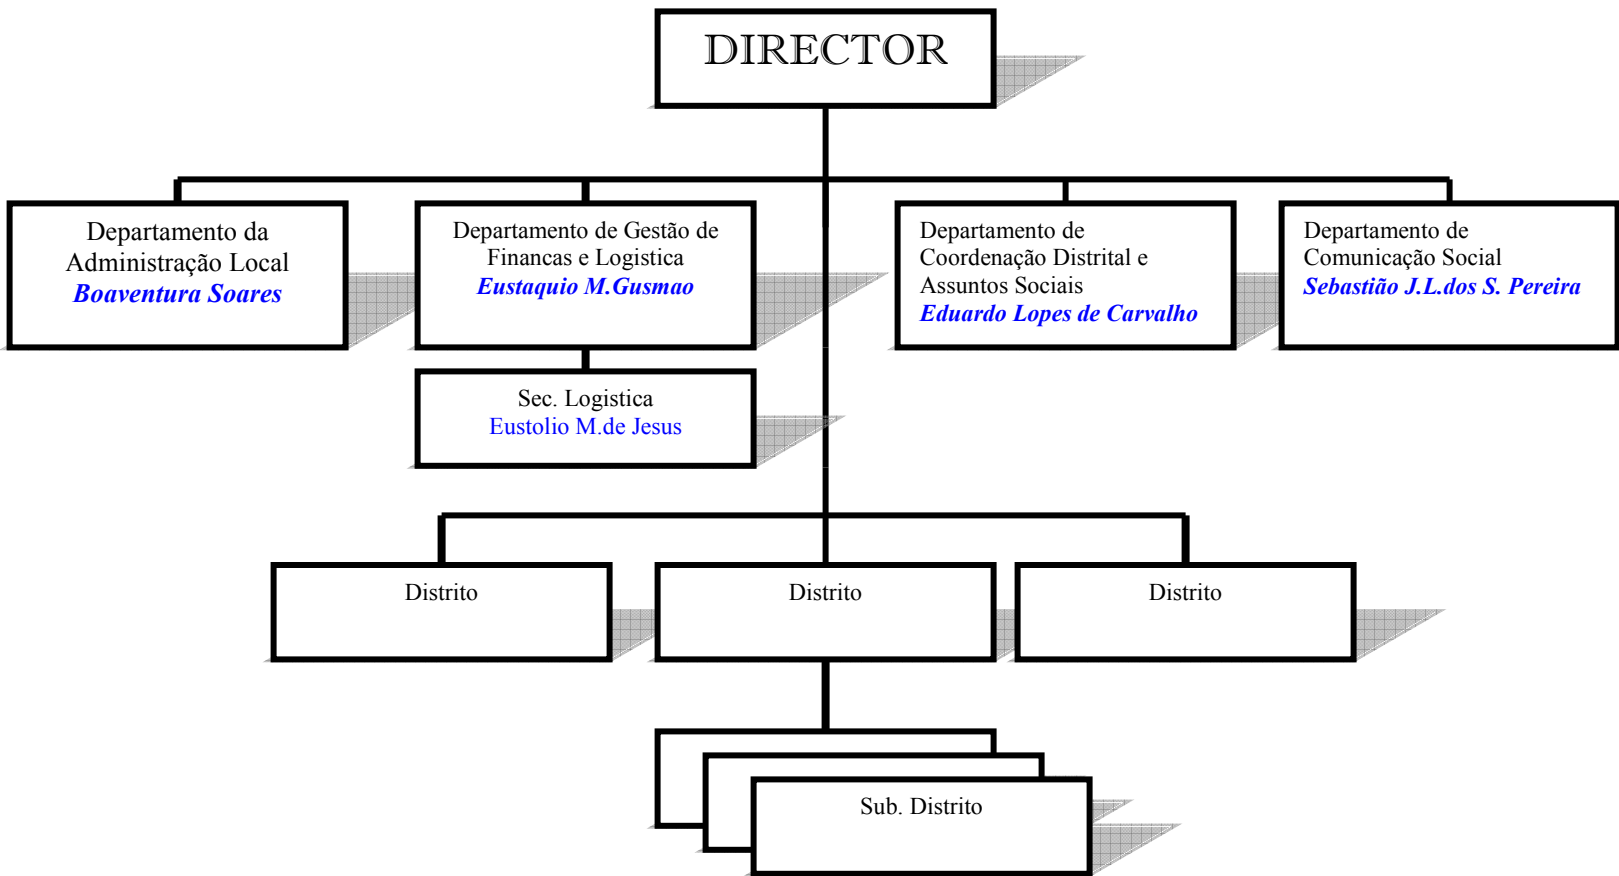 DIRECTOR
Departamento da
Administração Local
Boaventura Soares
Departamento de Gestão de
Financas e Logistica
Eustaquio M.Gusmao
Departamento de
Coordenação Distrital e
Assuntos Sociais
Eduardo Lopes de Carvalho
Departamento de
Comunicação Social
Sebastião J.L.dos S. Pereira
Sec. Logistica
Eustolio M.de Jesus
Distrito
Distrito
Distrito
Sub. Distrito